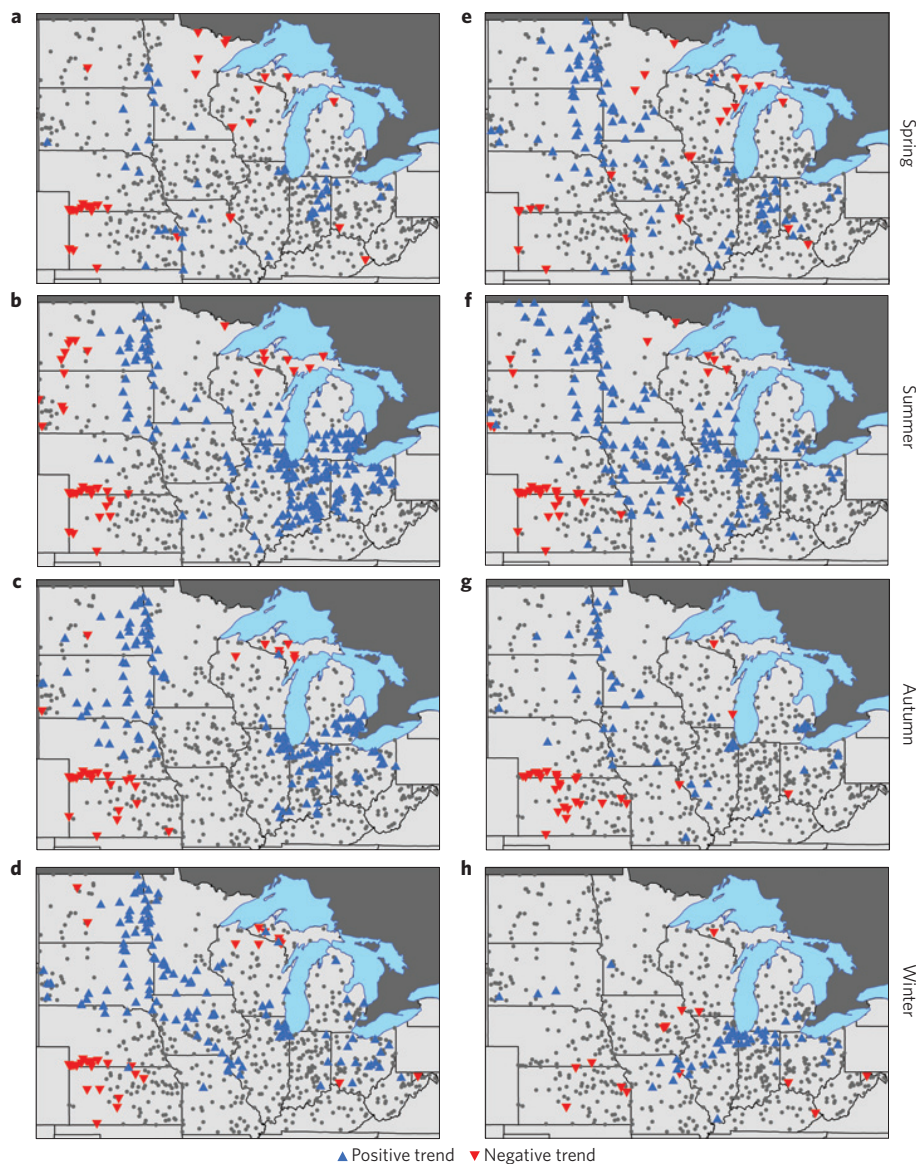 a
e
Spring
b
f
Summer
c
g
Autumn
d
h
Winter
Positive trend Negative trend